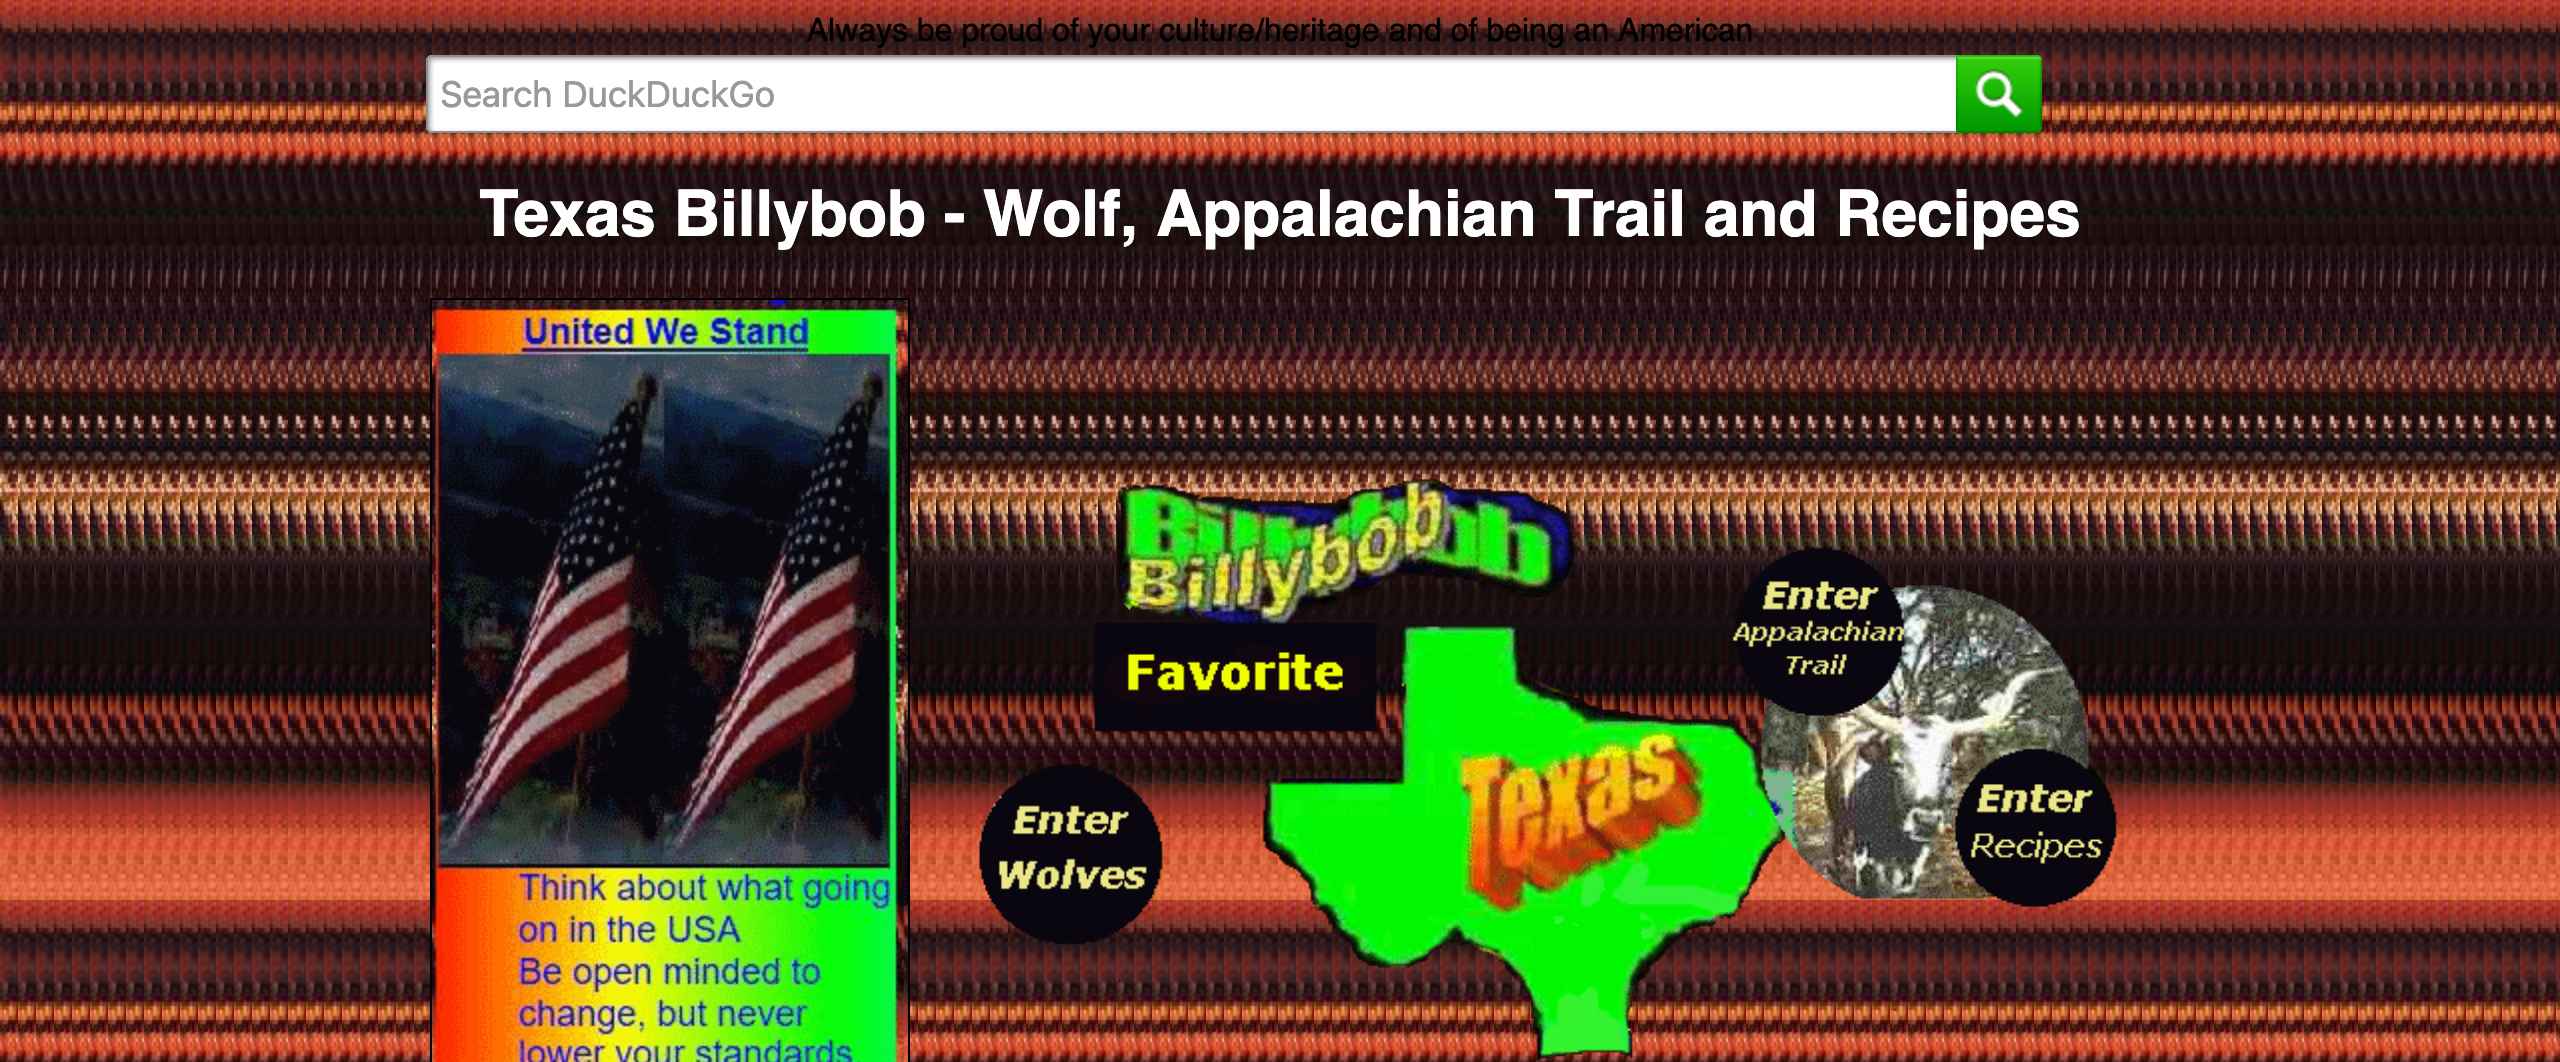 Always be proud of your culture/heritage and of being an American
Search DuckDuckGo
Texas Billybob - Wolf, Appalachian Trail and Recipes
United We Stand
Think about what going
on in the USA
Be open minded to
change, but never
lower your standards
Billybob
Billybob
Favorite
Texas
Enter
Wolves
Enter
Appalachian
Trail
Enter
Recipes